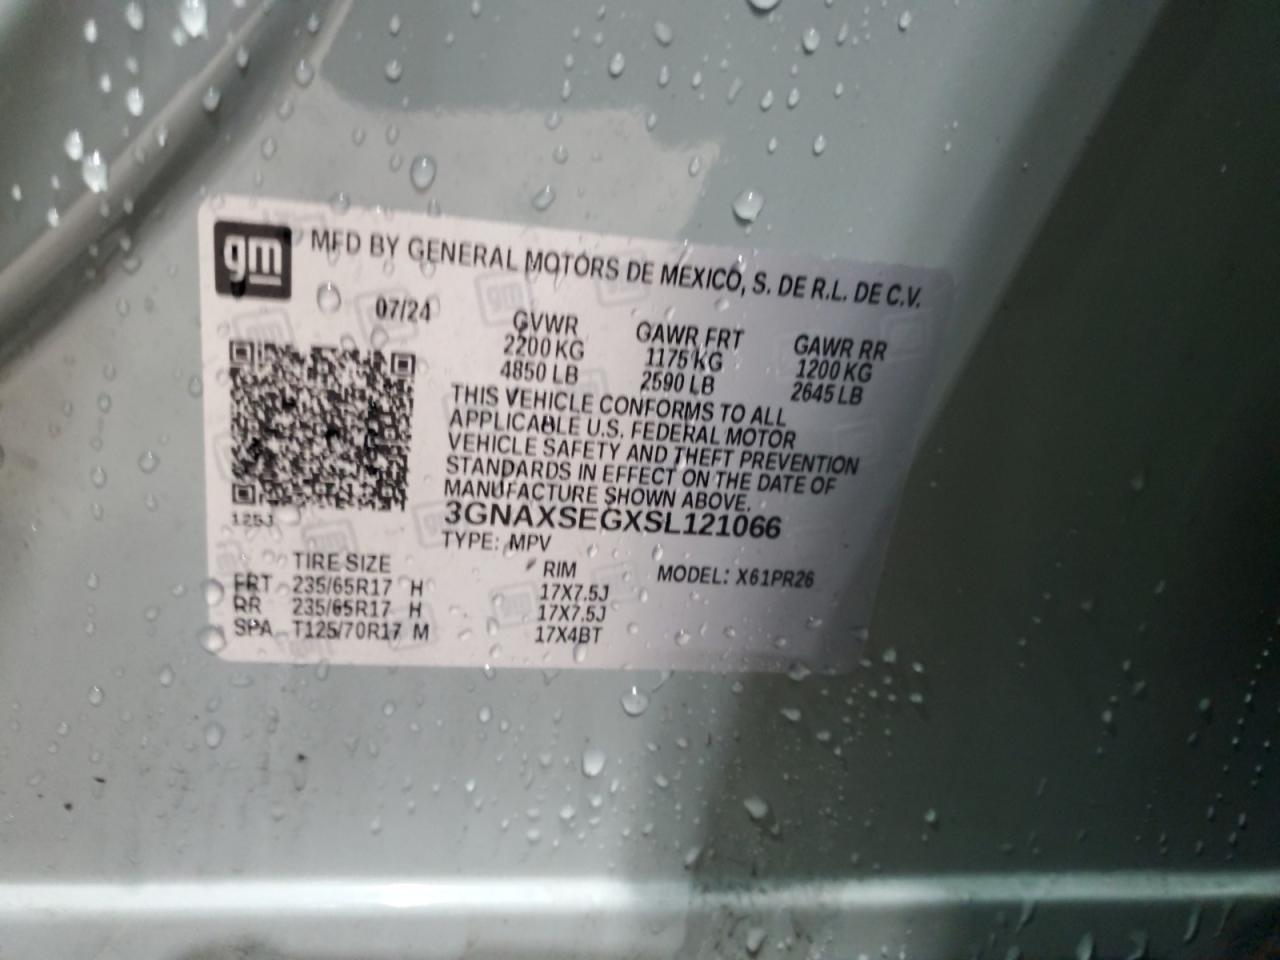 gm
MFD BY GENERAL MOTORS DE MEXICO, S. DE R.L. DE C.V.
07/24
GVWR GAWR FRT GAWR RR
2200 KG 1175 KG 1200 KG
4850 LB 2590 LB 2645 LB
THIS VEHICLE CONFORMS TO ALL
APPLICABLE U.S. FEDERAL MOTOR
VEHICLE SAFETY AND THEFT PREVENTION
STANDARDS IN EFFECT ON THE DATE OF
MANUFACTURE SHOWN ABOVE.
125J
3GNAXSEGXSL121066
TYPE: MPV
TIRE SIZE RIM MODEL: X61PR26
FRT 235/65R17 H 17X7.5J
RR 235/65R17 H 17X7.5J
SPA T125/70R17 M 17X4BT